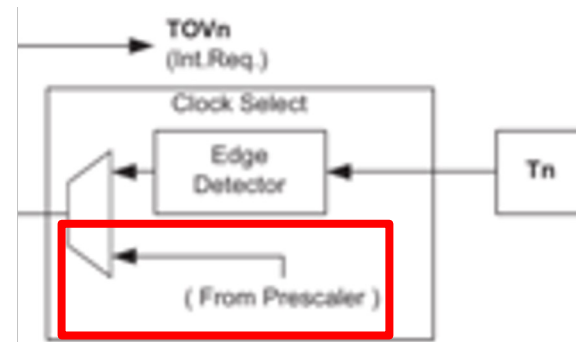 TOVn
(Int.Req.)
Clock Select
Edge
Detector
Tn
( From Prescaler )